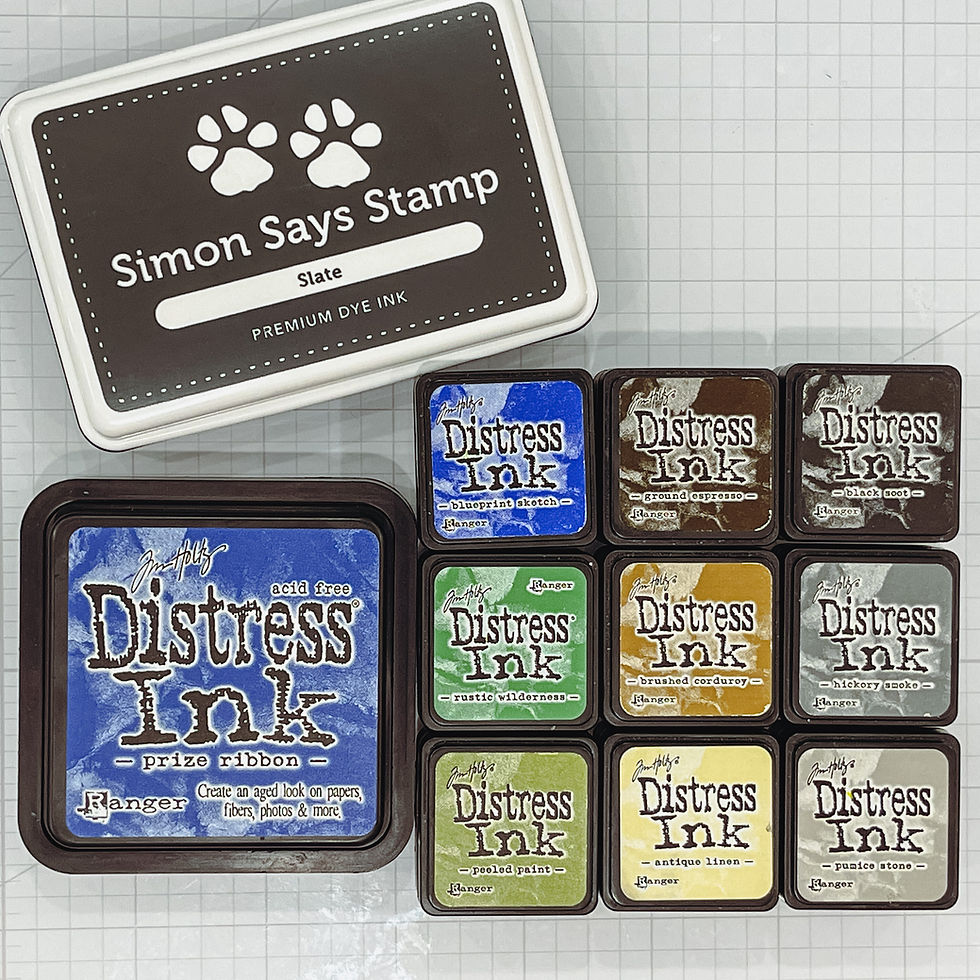 Simon Says Stamp
Slate
PREMIUM DYE INK
Tim Holtz
acid free
Distress®
Ink
— prize ribbon —
Ranger
Create an aged look on papers,
fibers, photos & more.
Tim Holtz®
Distress
Ink
— blueprint sketch —
Ranger
Tim Holtz®
Distress
Ink
— ground espresso —
Ranger
Tim Holtz®
Distress
Ink
— black soot —
Ranger
Tim Holtz®
Ranger
Distress®
Ink
— rustic wilderness —
Tim Holtz®
Distress
Ink
— brushed corduroy —
Ranger
Tim Holtz®
Distress
Ink
— hickory smoke —
Ranger
Tim Holtz®
Distress
Ink
— peeled paint —
Ranger
Tim Holtz®
Distress
Ink
— antique linen —
Ranger
Tim Holtz®
Distress
Ink
— pumice stone —
Ranger